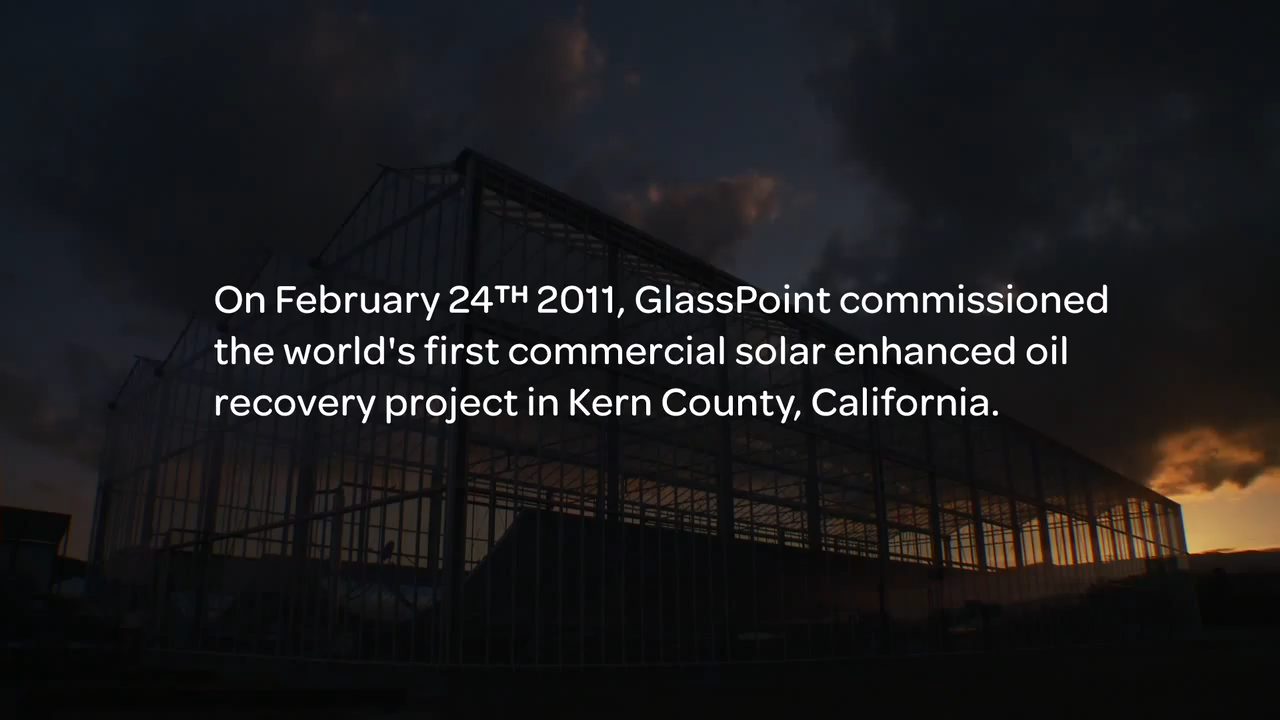 On February 24TH 2011, GlassPoint commissioned
the world's first commercial solar enhanced oil
recovery project in Kern County, California.